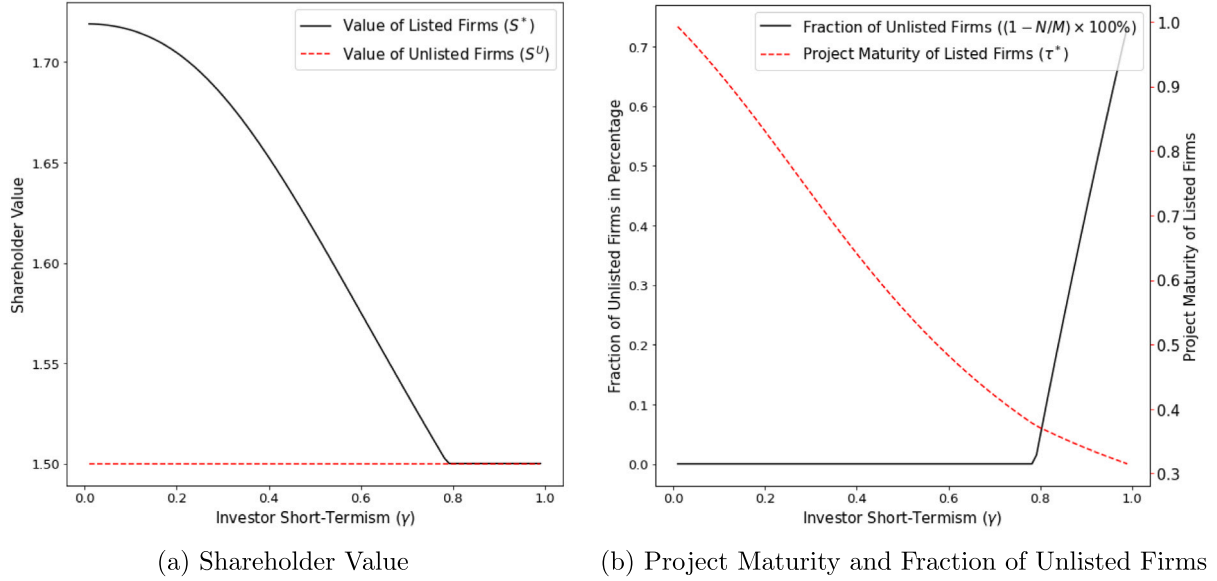 Value of Listed Firms (S*)
Value of Unlisted Firms (S^U)
1.70
1.65
1.60
1.55
1.50
Shareholder Value
0.0 0.2 0.4 0.6 0.8 1.0
Investor Short-Termism (γ)
(a) Shareholder Value
Fraction of Unlisted Firms ((1 − N/M) × 100%)
Project Maturity of Listed Firms (τ*)
0.7
0.6
0.5
0.4
0.3
0.2
0.1
0.0
Fraction of Unlisted Firms in Percentage
1.0
0.9
0.8
0.7
0.6
0.5
0.4
0.3
Project Maturity of Listed Firms
0.0 0.2 0.4 0.6 0.8 1.0
Investor Short-Termism (γ)
(b) Project Maturity and Fraction of Unlisted Firms